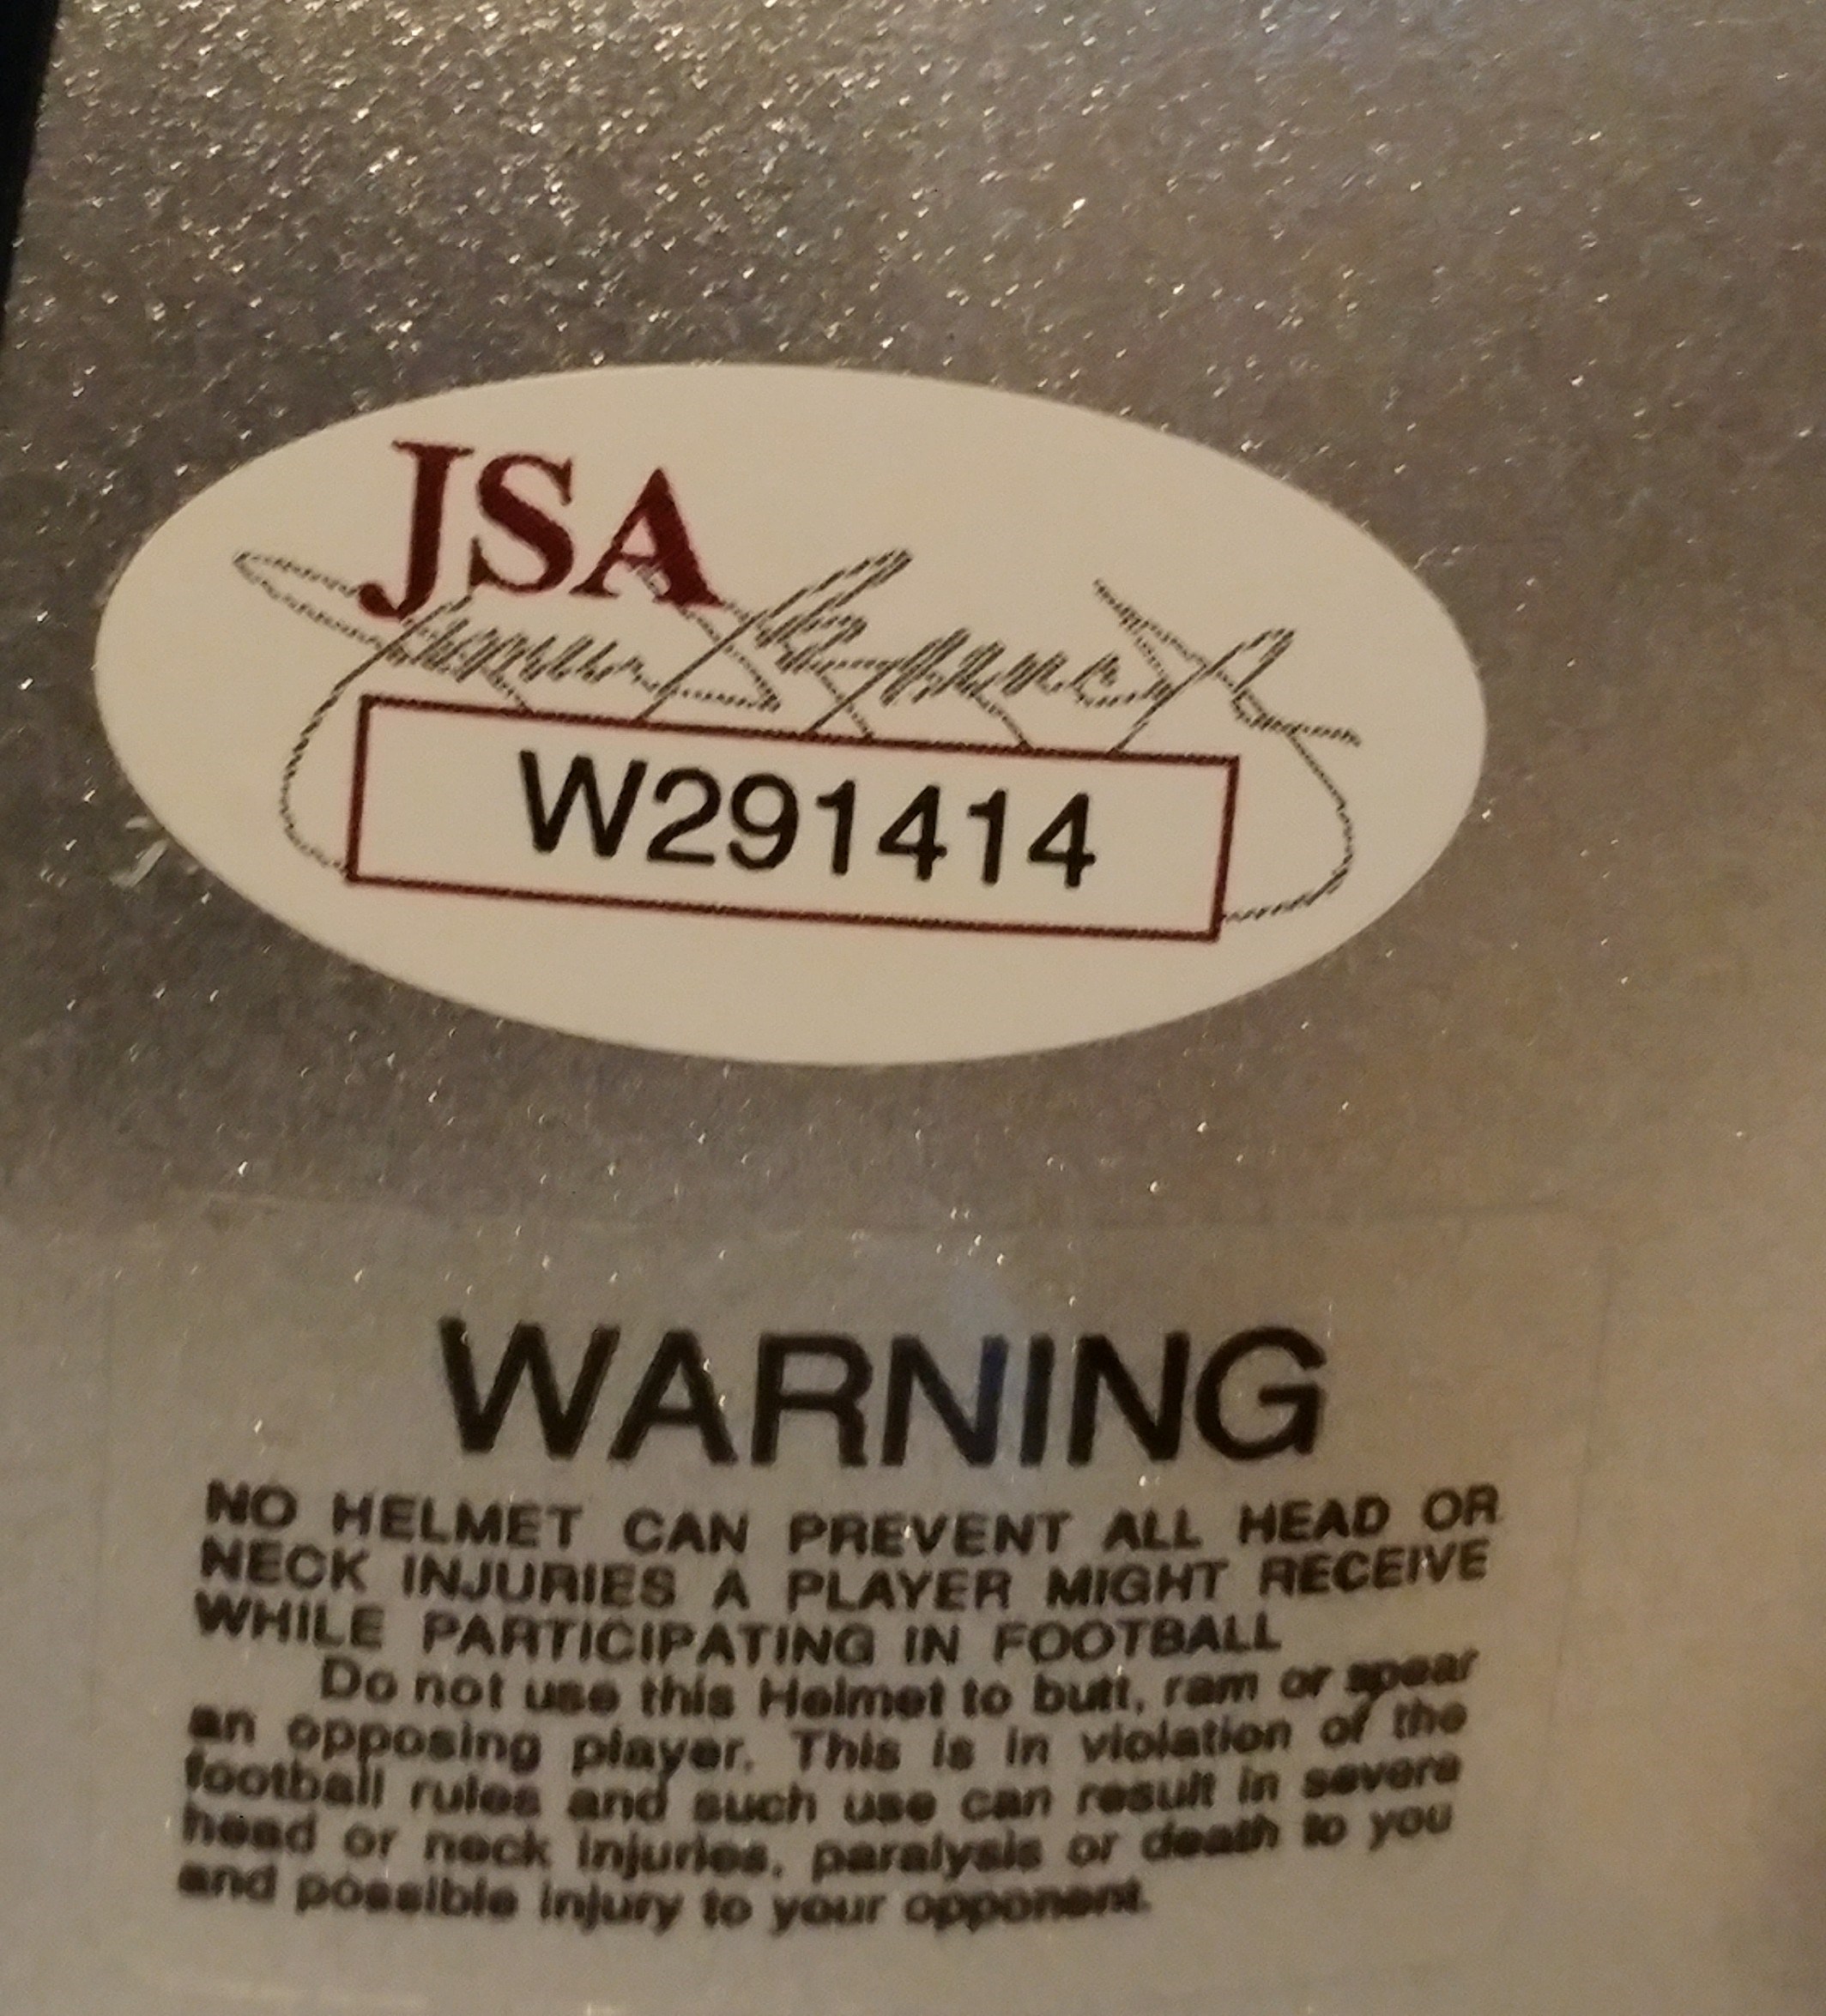 JSA
W291414
WARNING
NO HELMET CAN PREVENT ALL HEAD OR
NECK INJURIES A PLAYER MIGHT RECEIVE
WHILE PARTICIPATING IN FOOTBALL
Do not use this Helmet to butt, ram or spear
an opposing player. This is in violation of the
football rules and such use can result in severe
head or neck injuries, paralysis or death to you
and possible injury to your opponent.